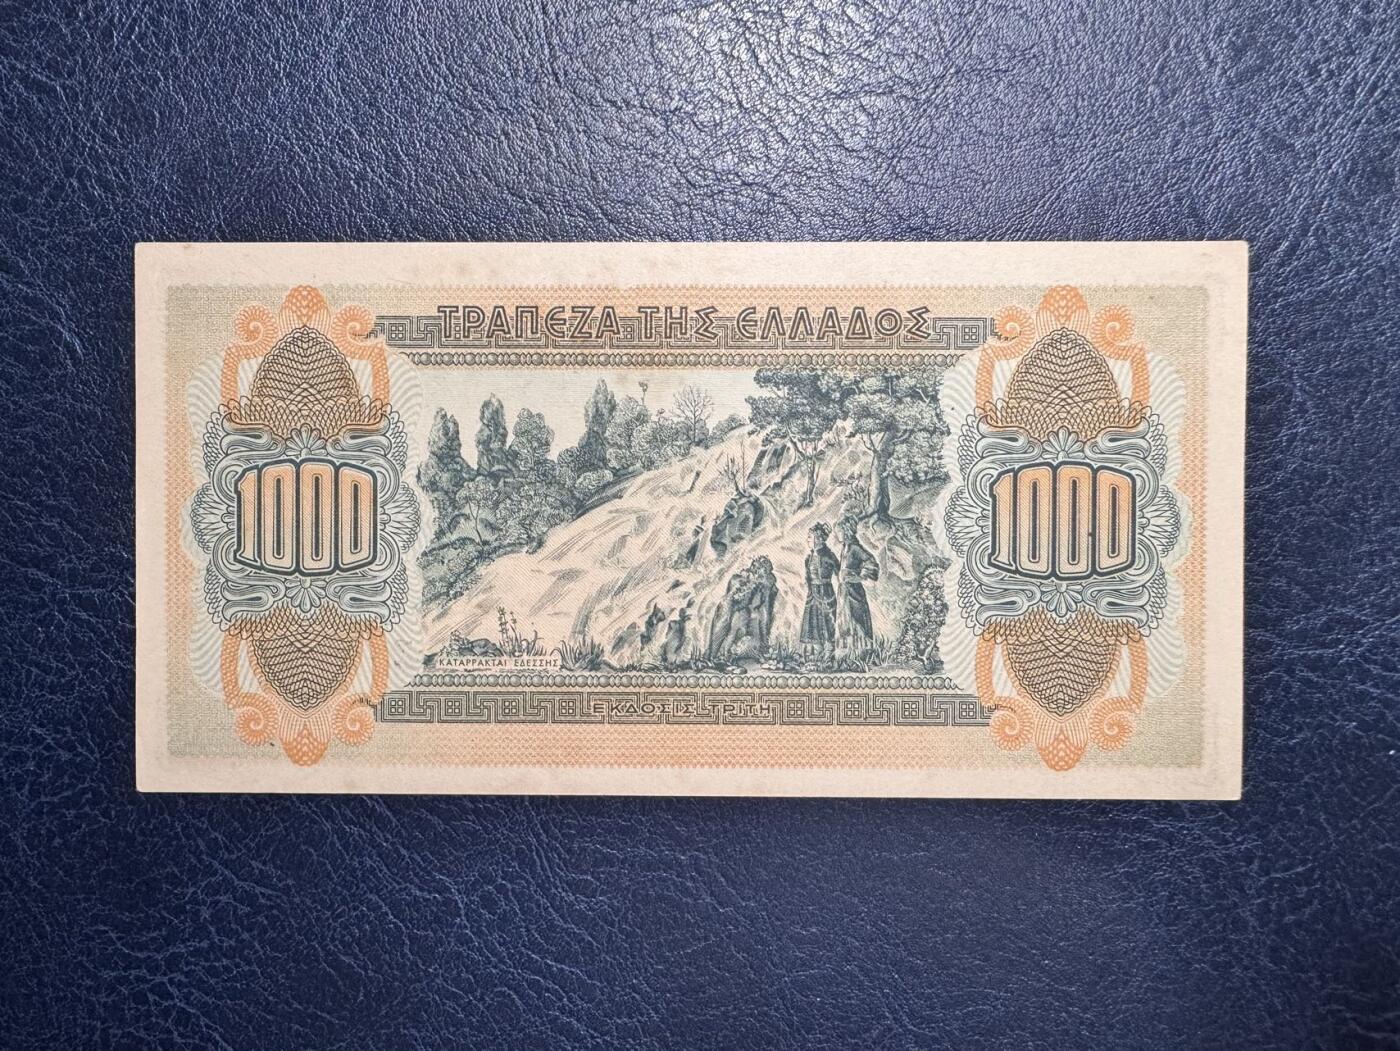 ΤΡΑΠΕΖΑ ΤΗΣ ΕΛΛΑΔΟΣ
1000
1000
ΚΑΤΑΡΡΑΚΤΑΙ ΕΔΕΣΣΗΣ
ΕΚΔΟΣΙΣ ΤΡΙΤΗ